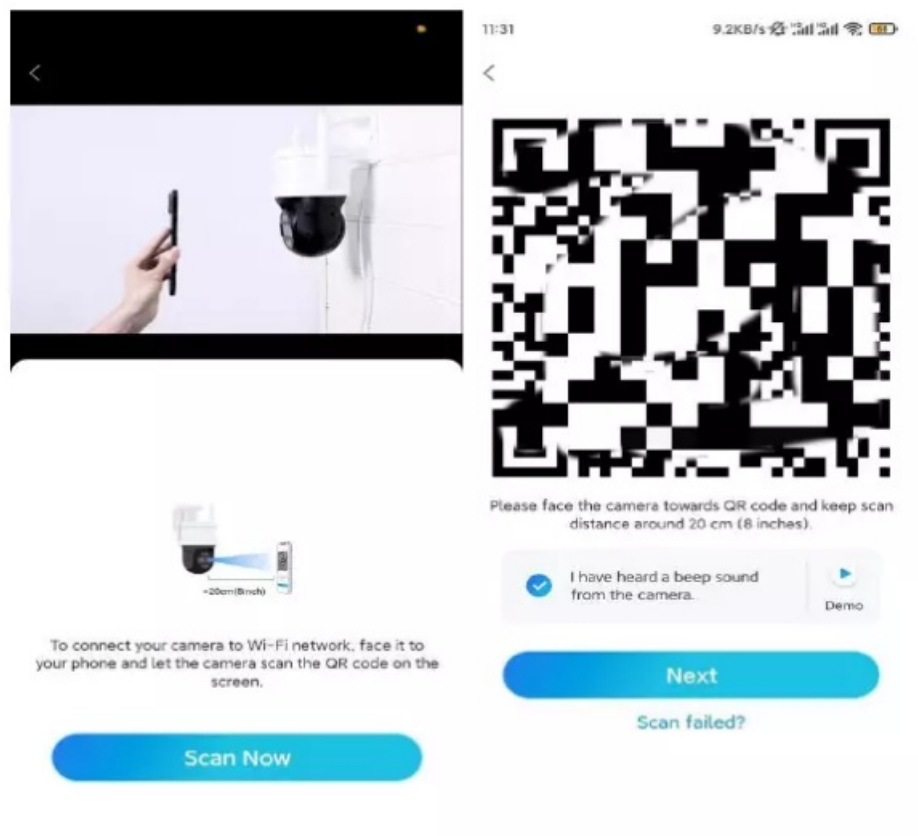 ≈20cm(8inch)
To connect your camera to Wi-Fi network, face it to
your phone and let the camera scan the QR code on the
screen.
Scan Now
11:31
9.2KB/s
Please face the camera towards QR code and keep scan
distance around 20 cm (8 inches).
I have heard a beep sound
from the camera.
Demo
Next
Scan failed?